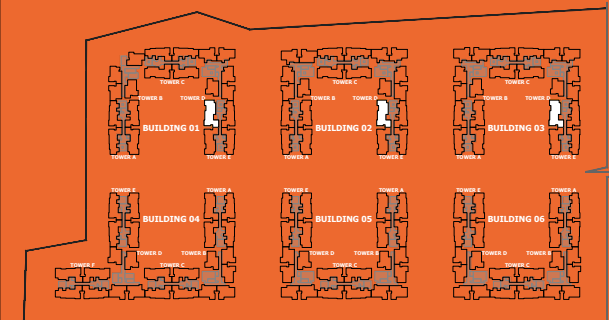 TOWER C TOWER C TOWER C
TOWER B TOWER D TOWER B TOWER D TOWER B TOWER D
BUILDING 01 BUILDING 02 BUILDING 03
TOWER A TOWER E TOWER A TOWER E TOWER A TOWER E
TOWER E TOWER A TOWER E TOWER A TOWER E TOWER A
BUILDING 04 BUILDING 05 BUILDING 06
TOWER D TOWER B TOWER D TOWER B TOWER D TOWER B
TOWER F TOWER C TOWER C TOWER C